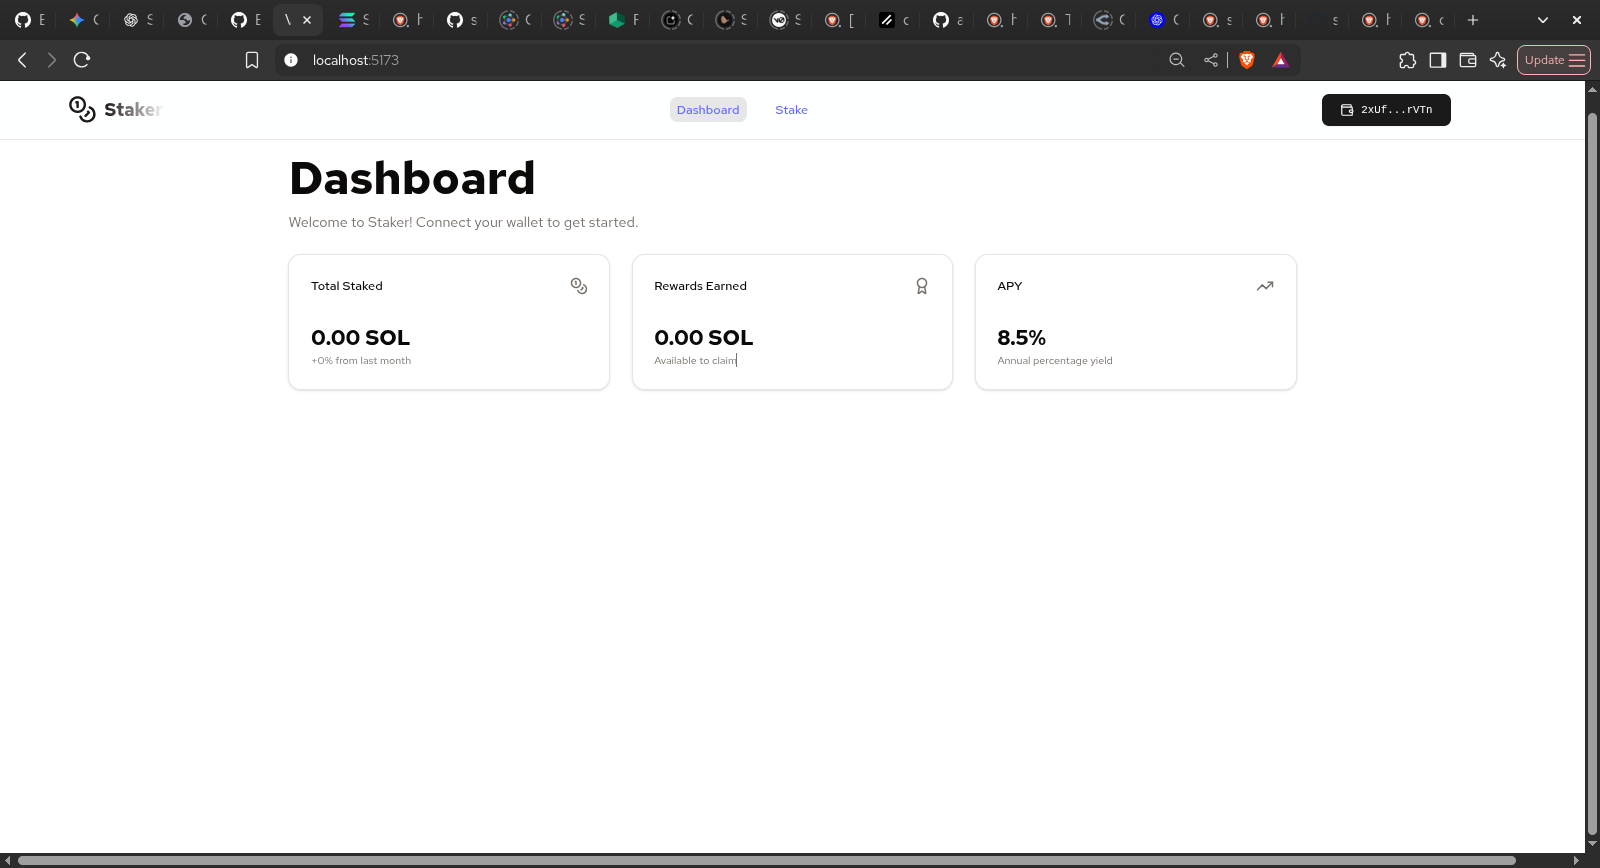 localhost:5173
Update
Staker
Dashboard
Stake
2xUf...rVTn
Dashboard
Welcome to Staker! Connect your wallet to get started.
Total Staked
0.00 SOL
+0% from last month
Rewards Earned
0.00 SOL
Available to claim
APY
8.5%
Annual percentage yield